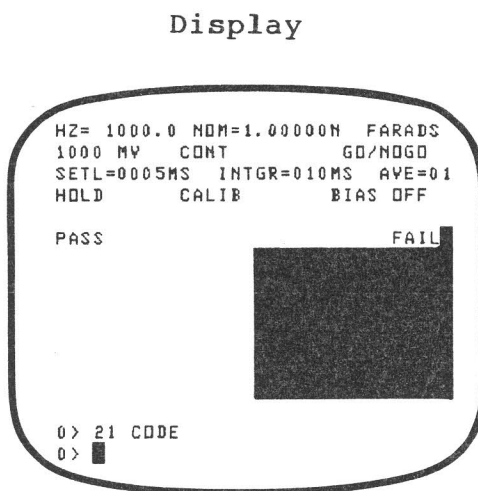 Display
HZ= 1000.0 NOM=1.00000N FARADS
1000 MV CONT GO/NOGO
SETL=0005MS INTGR=010MS AVE=01
HOLD CALIB BIAS OFF
PASS FAIL
0> 21 CODE
0>